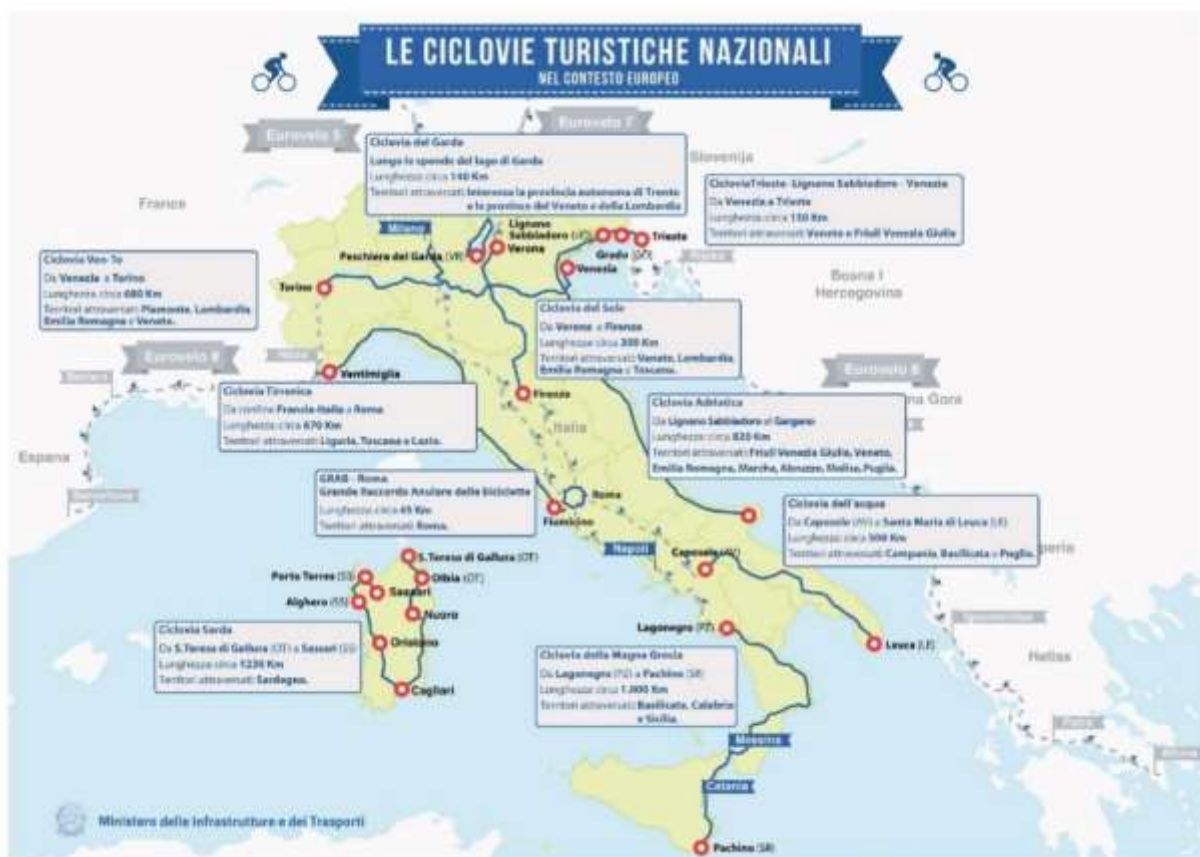 LE CICLOVIE TURISTICHE NAZIONALI
NEL CONTESTO EUROPEO
Eurovelo 5
Eurovelo 7
Slovenija
France
Ciclovia del Garda
Lungo le sponde del lago di Garda
Lunghezza circa 140 Km
Territori attraversati: Interessa la provincia autonoma di Trento
e le province del Veneto e della Lombardia
CicloviaTrieste- Lignano Sabbiadoro - Venezia
Da Venezia a Trieste
Lunghezza circa 150 Km
Territori attraversati: Veneto e Friuli Venezia Giulia
Milano
Lignano
Sabbiadoro (UD)
Verona
Trieste
Peschiera del Garda (VR)
Grado (GO)
Venezia
Bosna I
Hercegovina
Ciclovia Ven-To
Da Venezia a Torino
Lunghezza circa 680 Km
Territori attraversati: Piemonte, Lombardia,
Emilia Romagna e Veneto.
Torino
Ciclovia del Sole
Da Verona a Firenze
Lunghezza circa 300 Km
Territori attraversati: Veneto, Lombardia
Emilia Romagna e Toscana.
Eurovelo 8
Ventimiglia
Eurovelo 8
na Gora
Ciclovia Tirrenica
Da confine Francia-Italia a Roma
Lunghezza circa 870 Km
Territori attraversati: Liguria, Toscana e Lazio.
Firenze
Italia
Ciclovia Adriatica
Da Lignano Sabbiadoro al Gargano
Lunghezza circa 820 Km
Territori attraversati: Friuli Venezia Giulia, Veneto,
Emilia Romagna, Marche, Abruzzo, Molise, Puglia.
Espana
GRAB - Roma
Grande Raccordo Anulare delle biciclette
Lunghezza circa 45 Km
Territori attraversati: Roma.
Roma
Fiumicino
Ciclovia dell'acqua
Da Caposele (AV) a Santa Maria di Leuca (LE)
Lunghezza circa 500 Km
Territori attraversati: Campania, Basilicata e Puglia.
Napoli
Caposele (AV)
S.Teresa di Gallura (OT)
Porto Torres (SS)
Olbia (OT)
Sassari
Alghero (SS)
Nuoro
Lagonegro (PZ)
Leuca (LE)
Ciclovia Sarda
Da S.Teresa di Gallura (OT) a Sassari (SS)
Lunghezza circa 1230 Km
Territori attraversati: Sardegna.
Oristano
Cagliari
Hellas
Ciclovia della Magna Grecia
Da Lagonegro (PZ) a Pachino (SR)
Lunghezza circa 1.000 Km
Territori attraversati: Basilicata, Calabria
e Sicilia.
Messina
Catania
Pachino (SR)
Ministero delle Infrastrutture e dei Trasporti